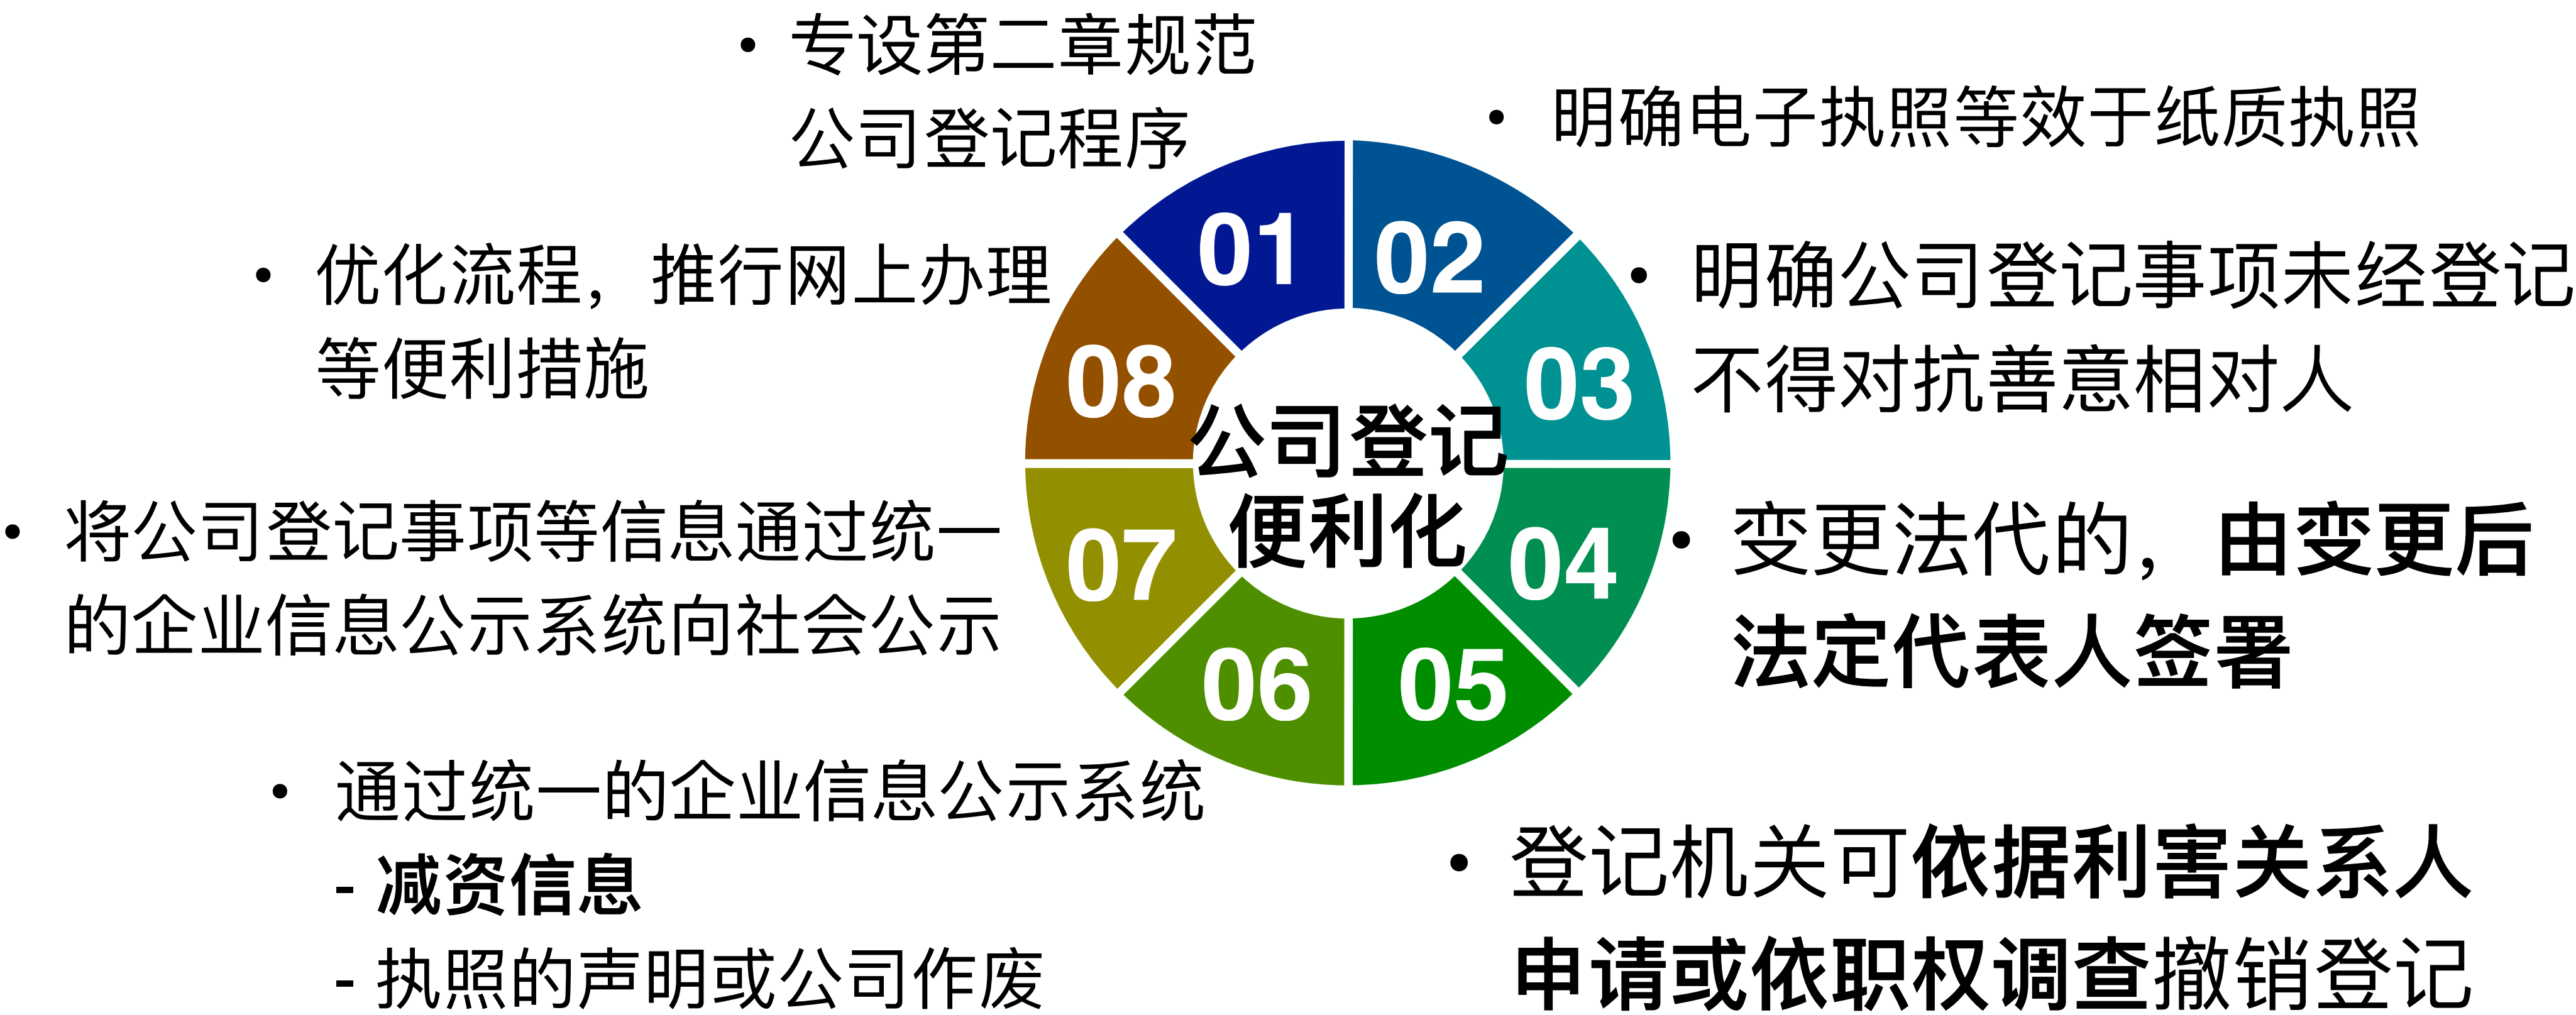 专设第二章规范
公司登记程序
明确电子执照等效于纸质执照
明确公司登记事项未经登记
不得对抗善意相对人
变更法代的，由变更后
法定代表人签署
登记机关可依据利害关系人
申请或依职权调查撤销登记
通过统一的企业信息公示系统
- 减资信息
- 执照的声明或公司作废
将公司登记事项等信息通过统一
的企业信息公示系统向社会公示
优化流程，推行网上办理
等便利措施
01
02
03
04
05
06
07
08
公司登记
便利化